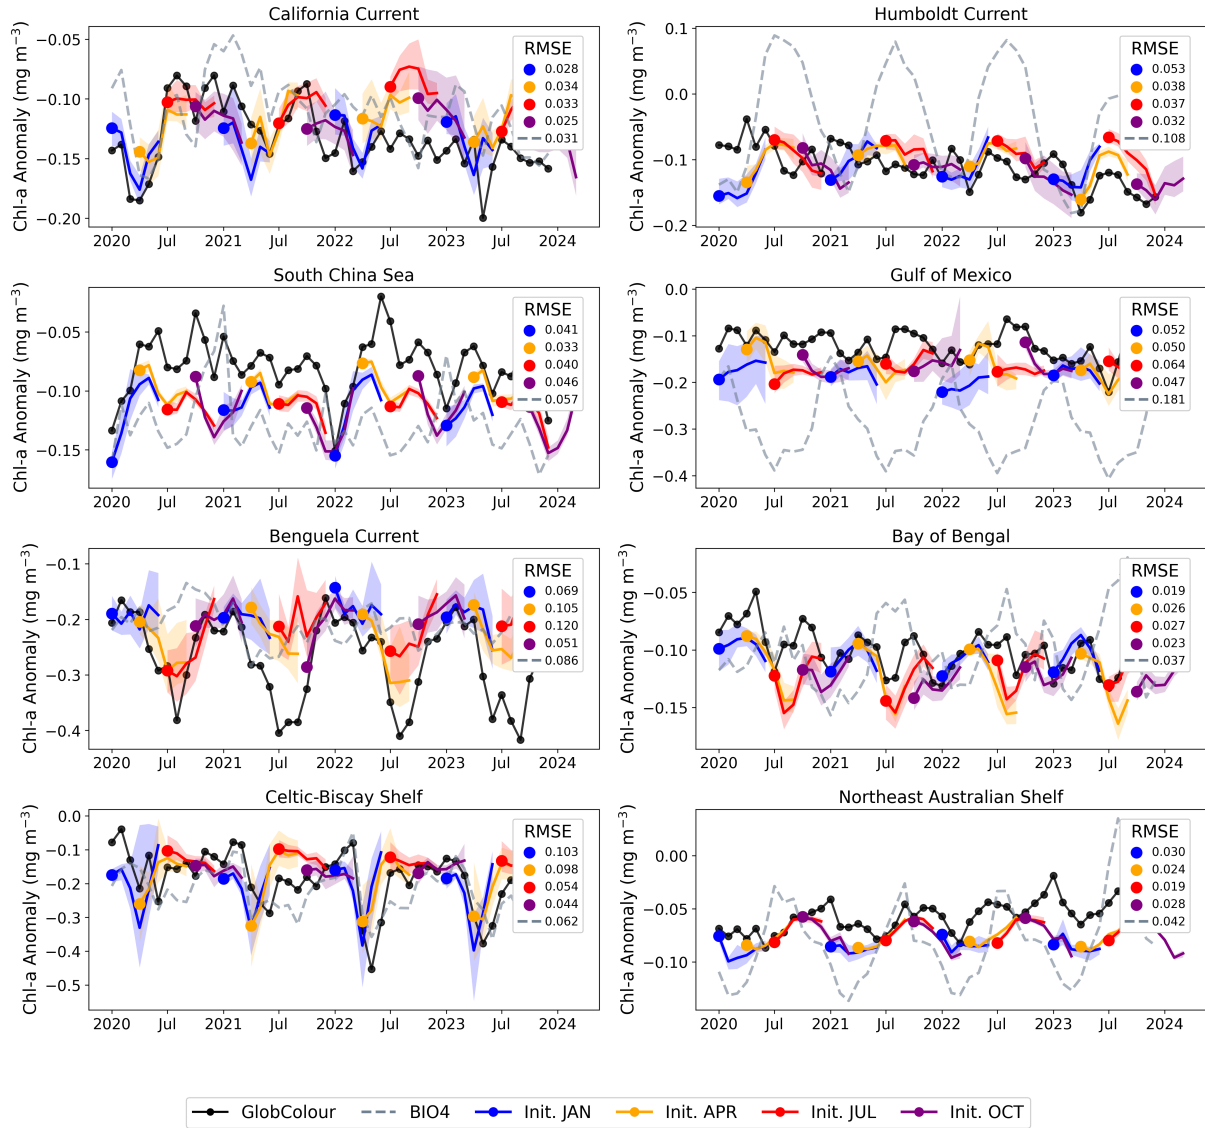 California Current
Chl-a Anomaly (mg m⁻³)
−0.05
−0.10
−0.15
−0.20
2020 Jul 2021 Jul 2022 Jul 2023 Jul 2024
RMSE
0.028
0.034
0.033
0.025
0.031
Humboldt Current
Chl-a Anomaly (mg m⁻³)
0.1
0.0
−0.1
−0.2
2020 Jul 2021 Jul 2022 Jul 2023 Jul 2024
RMSE
0.053
0.038
0.037
0.032
0.108
South China Sea
Chl-a Anomaly (mg m⁻³)
−0.05
−0.10
−0.15
2020 Jul 2021 Jul 2022 Jul 2023 Jul 2024
RMSE
0.041
0.033
0.040
0.046
0.057
Gulf of Mexico
Chl-a Anomaly (mg m⁻³)
0.0
−0.1
−0.2
−0.3
−0.4
2020 Jul 2021 Jul 2022 Jul 2023 Jul 2024
RMSE
0.052
0.050
0.064
0.047
0.181
Benguela Current
Chl-a Anomaly (mg m⁻³)
−0.1
−0.2
−0.3
−0.4
2020 Jul 2021 Jul 2022 Jul 2023 Jul 2024
RMSE
0.069
0.105
0.120
0.051
0.086
Bay of Bengal
Chl-a Anomaly (mg m⁻³)
−0.05
−0.10
−0.15
2020 Jul 2021 Jul 2022 Jul 2023 Jul 2024
RMSE
0.019
0.026
0.027
0.023
0.037
Celtic-Biscay Shelf
Chl-a Anomaly (mg m⁻³)
0.0
−0.1
−0.2
−0.3
−0.4
−0.5
2020 Jul 2021 Jul 2022 Jul 2023 Jul 2024
RMSE
0.103
0.098
0.054
0.044
0.062
Northeast Australian Shelf
Chl-a Anomaly (mg m⁻³)
0.00
−0.05
−0.10
2020 Jul 2021 Jul 2022 Jul 2023 Jul 2024
RMSE
0.030
0.024
0.019
0.028
0.042
GlobColour BIO4 Init. JAN Init. APR Init. JUL Init. OCT